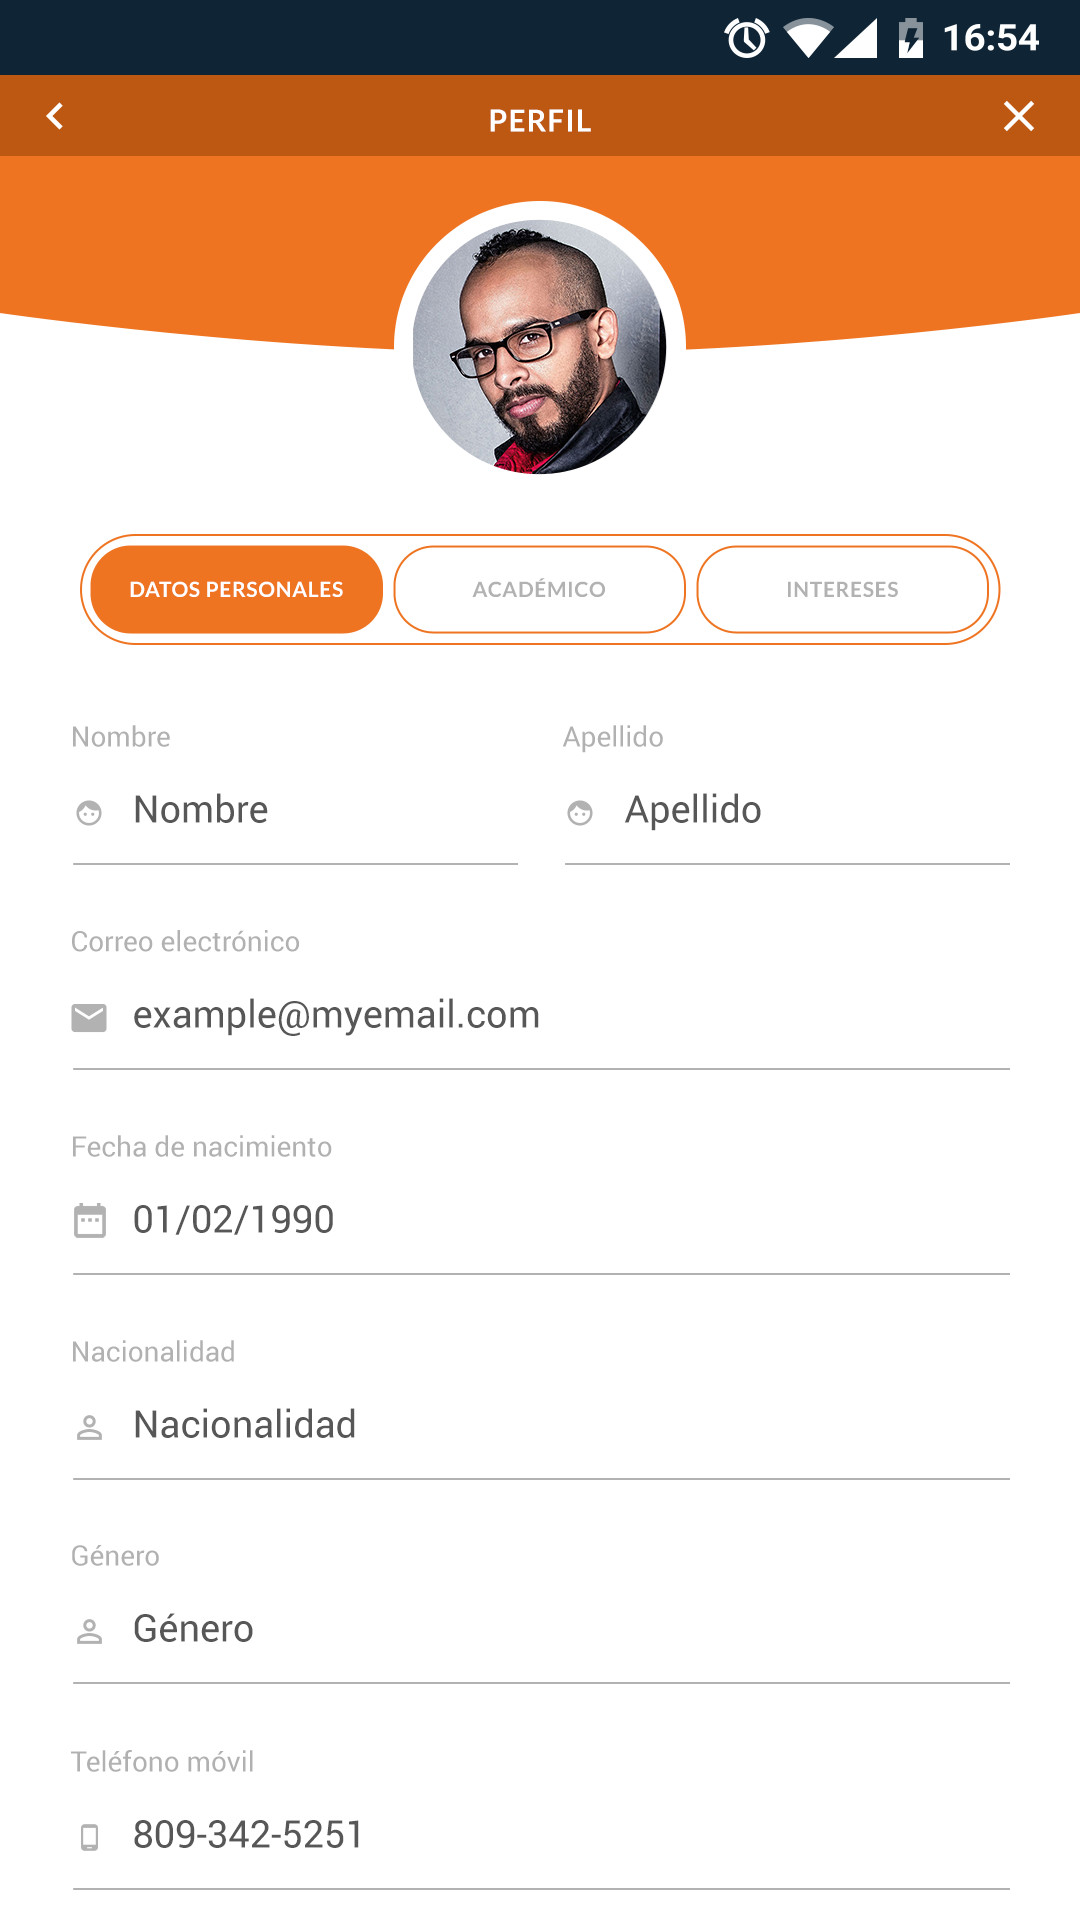 16:54
PERFIL
DATOS PERSONALES ACADÉMICO INTERESES
Nombre Apellido
Nombre Apellido
Correo electrónico
example@myemail.com
Fecha de nacimiento
01/02/1990
Nacionalidad
Nacionalidad
Género
Género
Teléfono móvil
809-342-5251